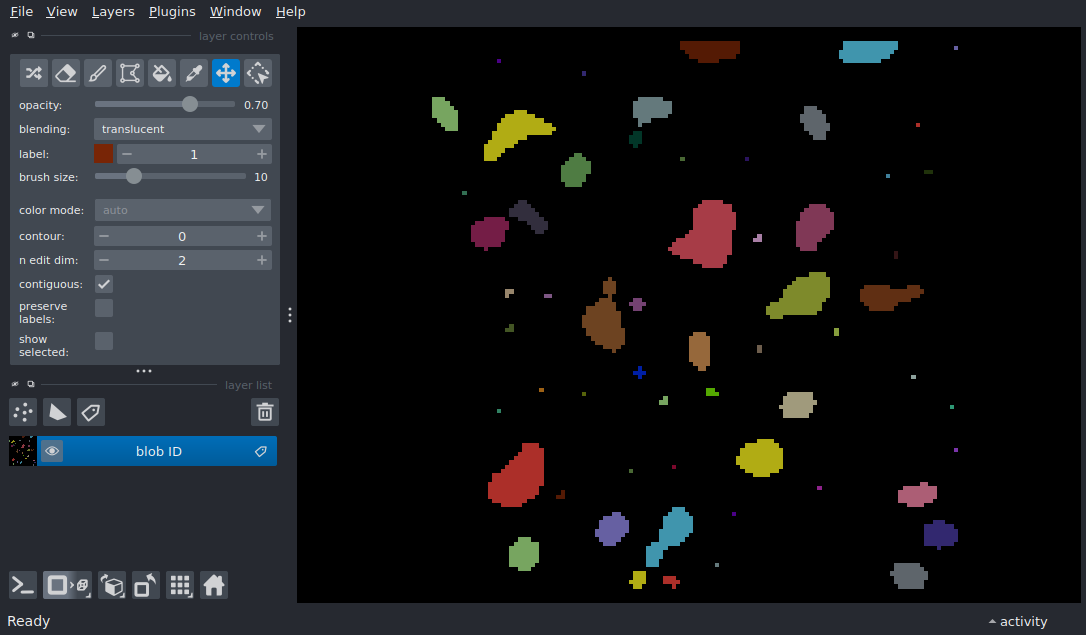 File View Layers Plugins Window Help
layer controls
opacity: 0.70
blending: translucent
label: 1
brush size: 10
color mode: auto
contour: 0
n edit dim: 2
contiguous:
preserve
labels:
show
selected:
layer list
blob ID
Ready
activity